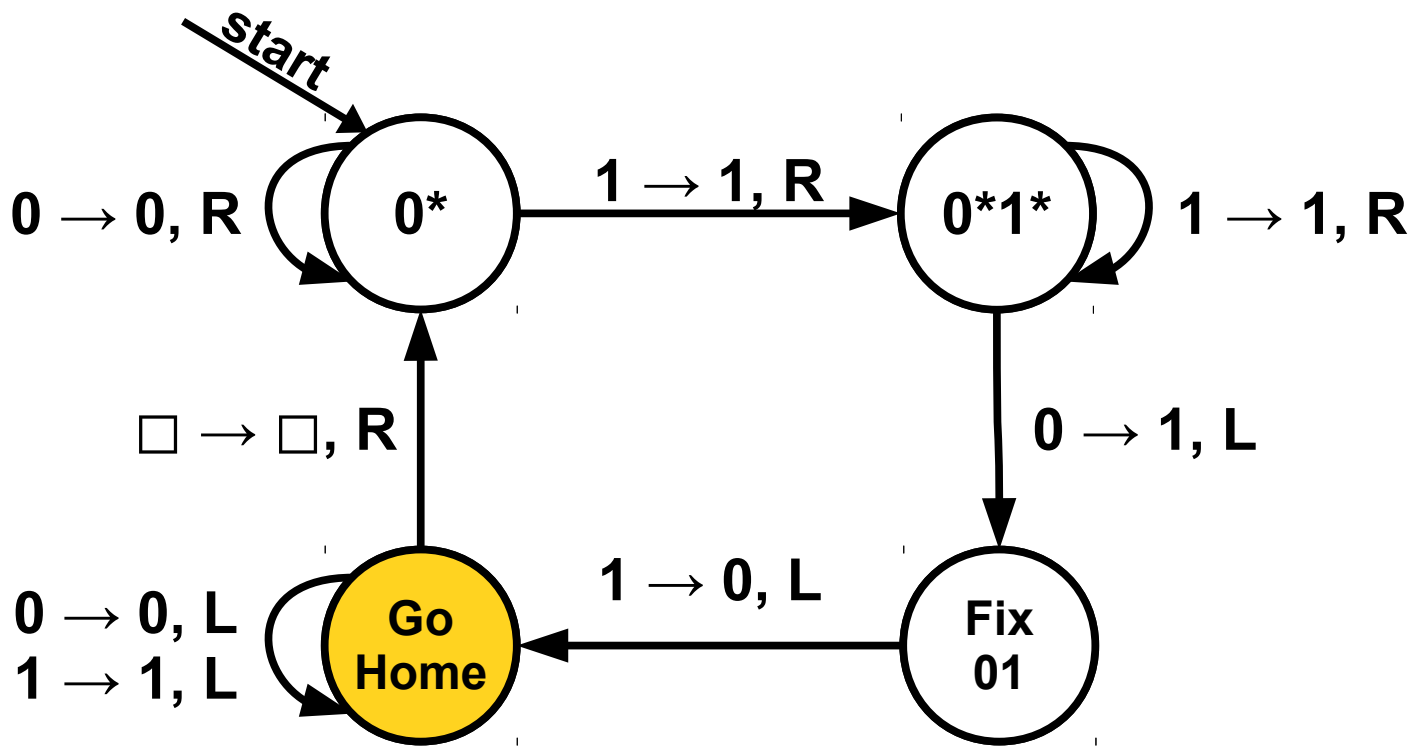 start
0 → 0, R
0*
1 → 1, R
0*1*
1 → 1, R
□ → □, R
0 → 1, L
0 → 0, L
1 → 1, L
Go
Home
1 → 0, L
Fix
01